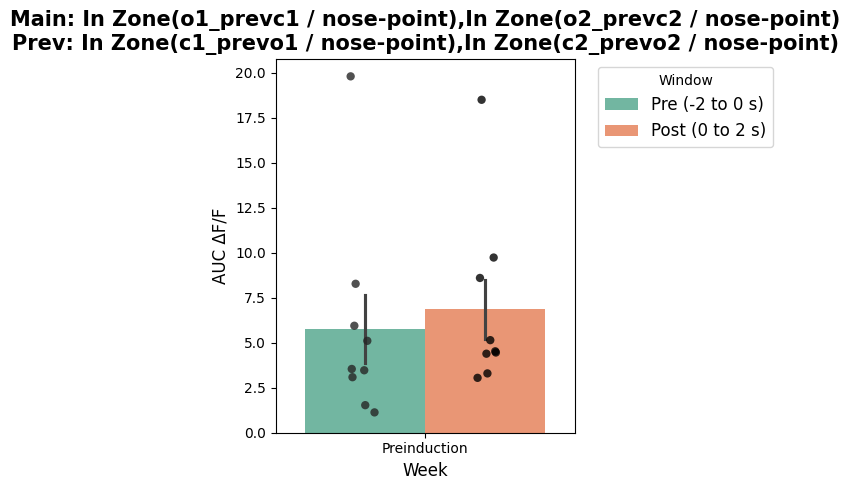 Main: In Zone(o1_prevc1 / nose-point),In Zone(o2_prevc2 / nose-point)
Prev: In Zone(c1_prevo1 / nose-point),In Zone(c2_prevo2 / nose-point)
Window
Pre (-2 to 0 s)
Post (0 to 2 s)
AUC ΔF/F
20.0
17.5
15.0
12.5
10.0
7.5
5.0
2.5
0.0
Preinduction
Week